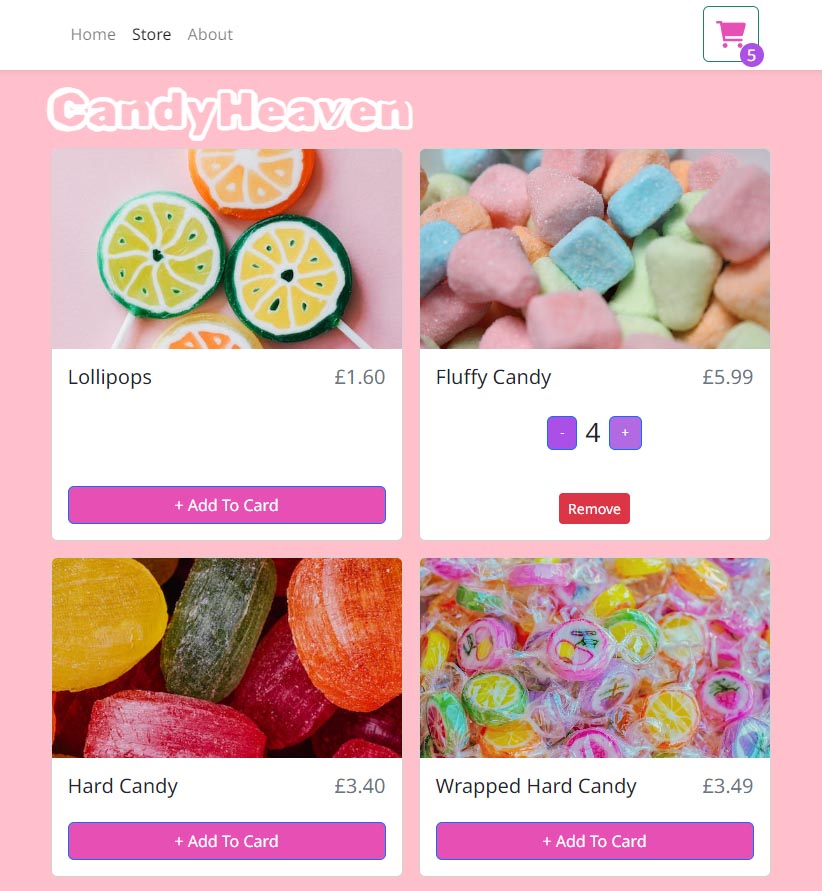 Home Store About
5
CandyHeaven
Lollipops £1.60
+ Add To Card
Fluffy Candy £5.99
- 4 +
Remove
Hard Candy £3.40
+ Add To Card
Wrapped Hard Candy £3.49
+ Add To Card